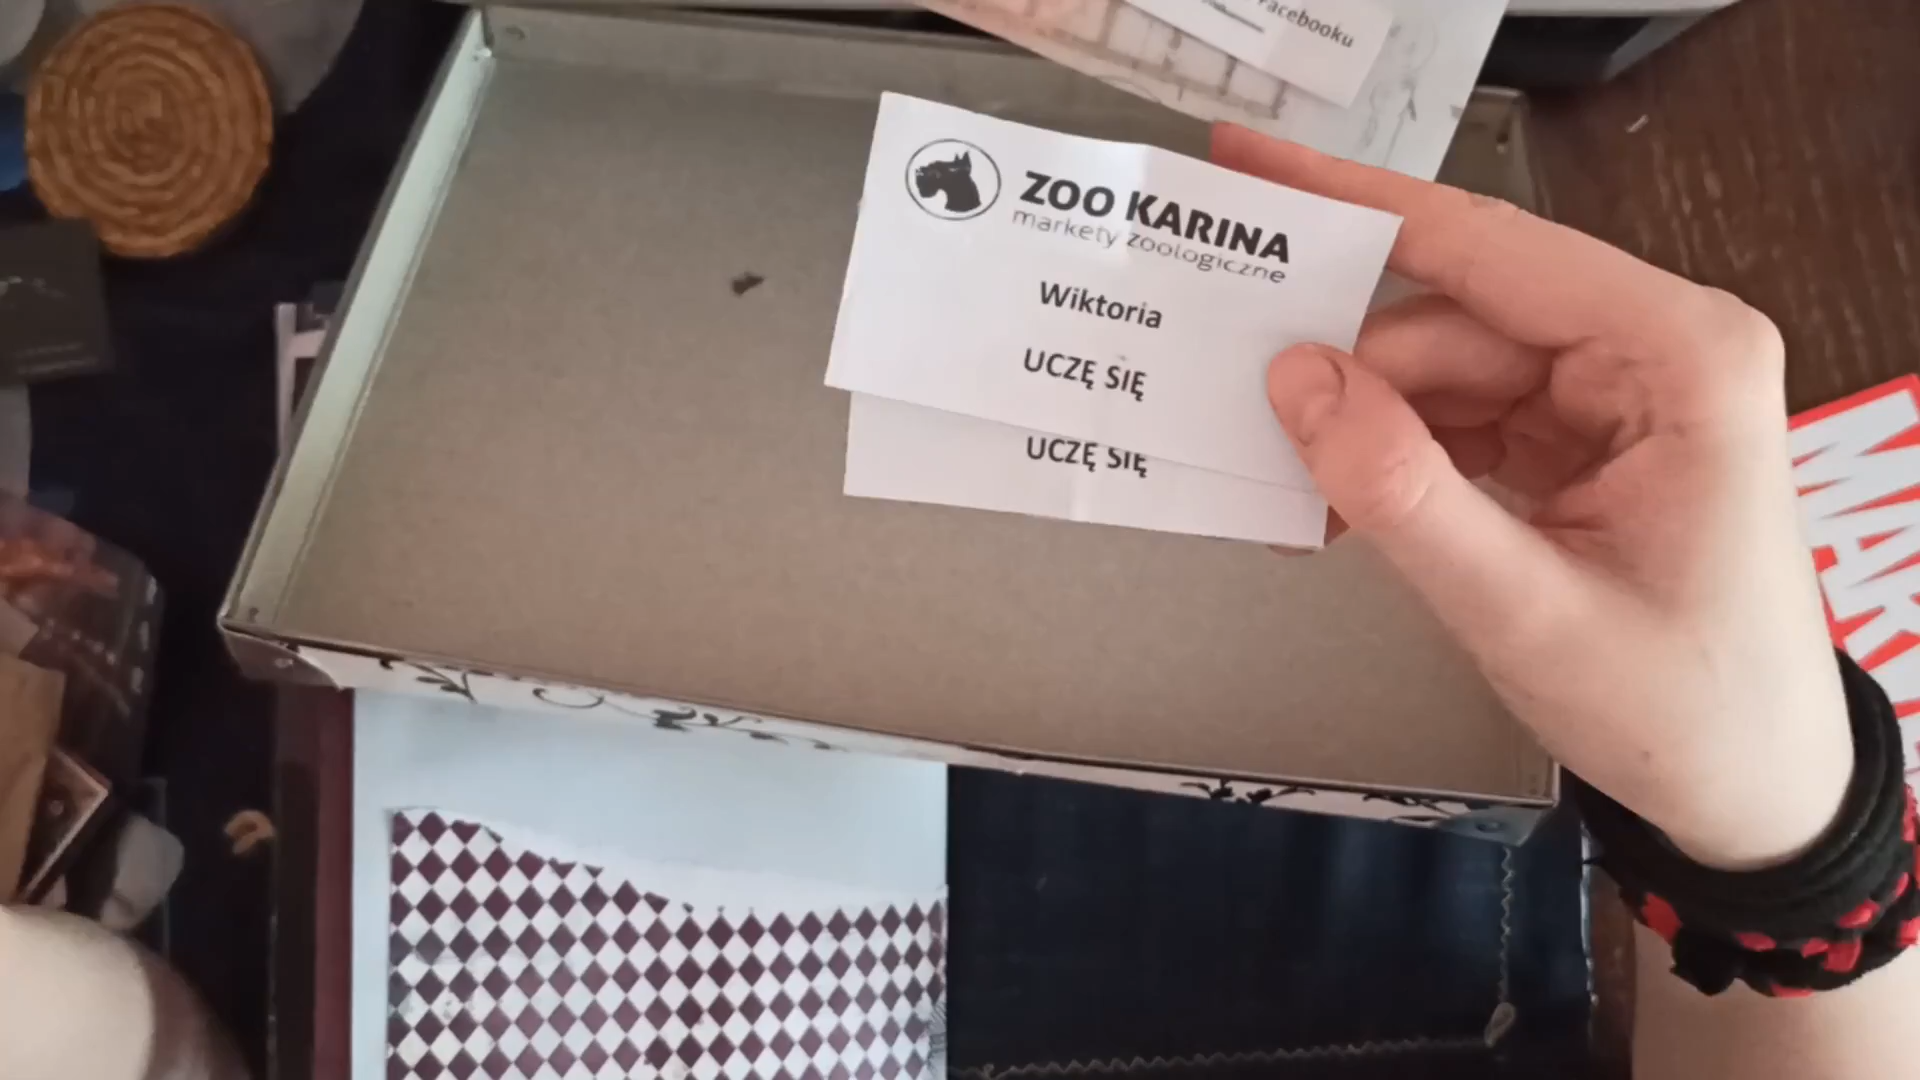 Facebooku
ZOO KARINA
markety zoologiczne
Wiktoria
UCZĘ SIĘ
UCZĘ SIĘ